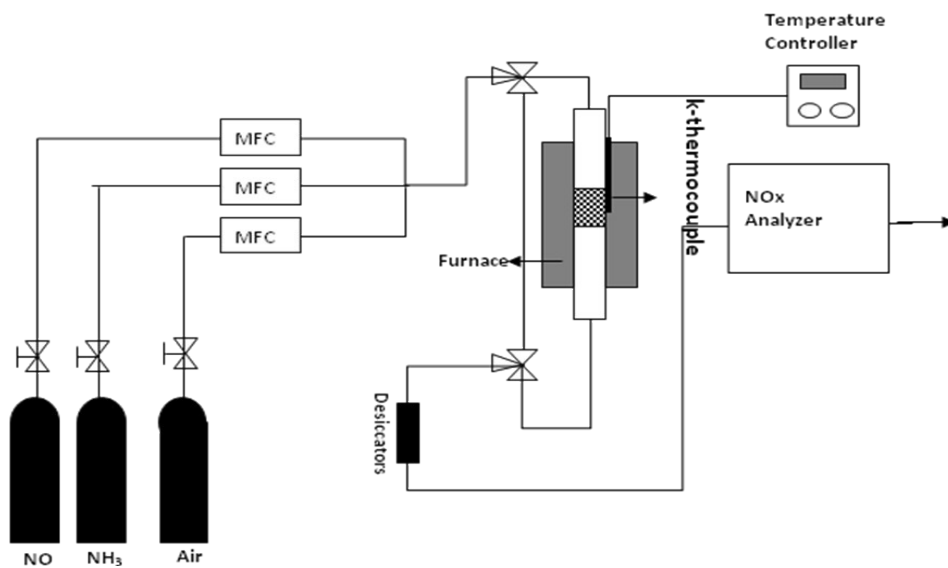 Temperature
Controller
MFC
MFC
MFC
k-thermocouple
NOx
Analyzer
Furnace
Desiccators
NO
NH₃
Air